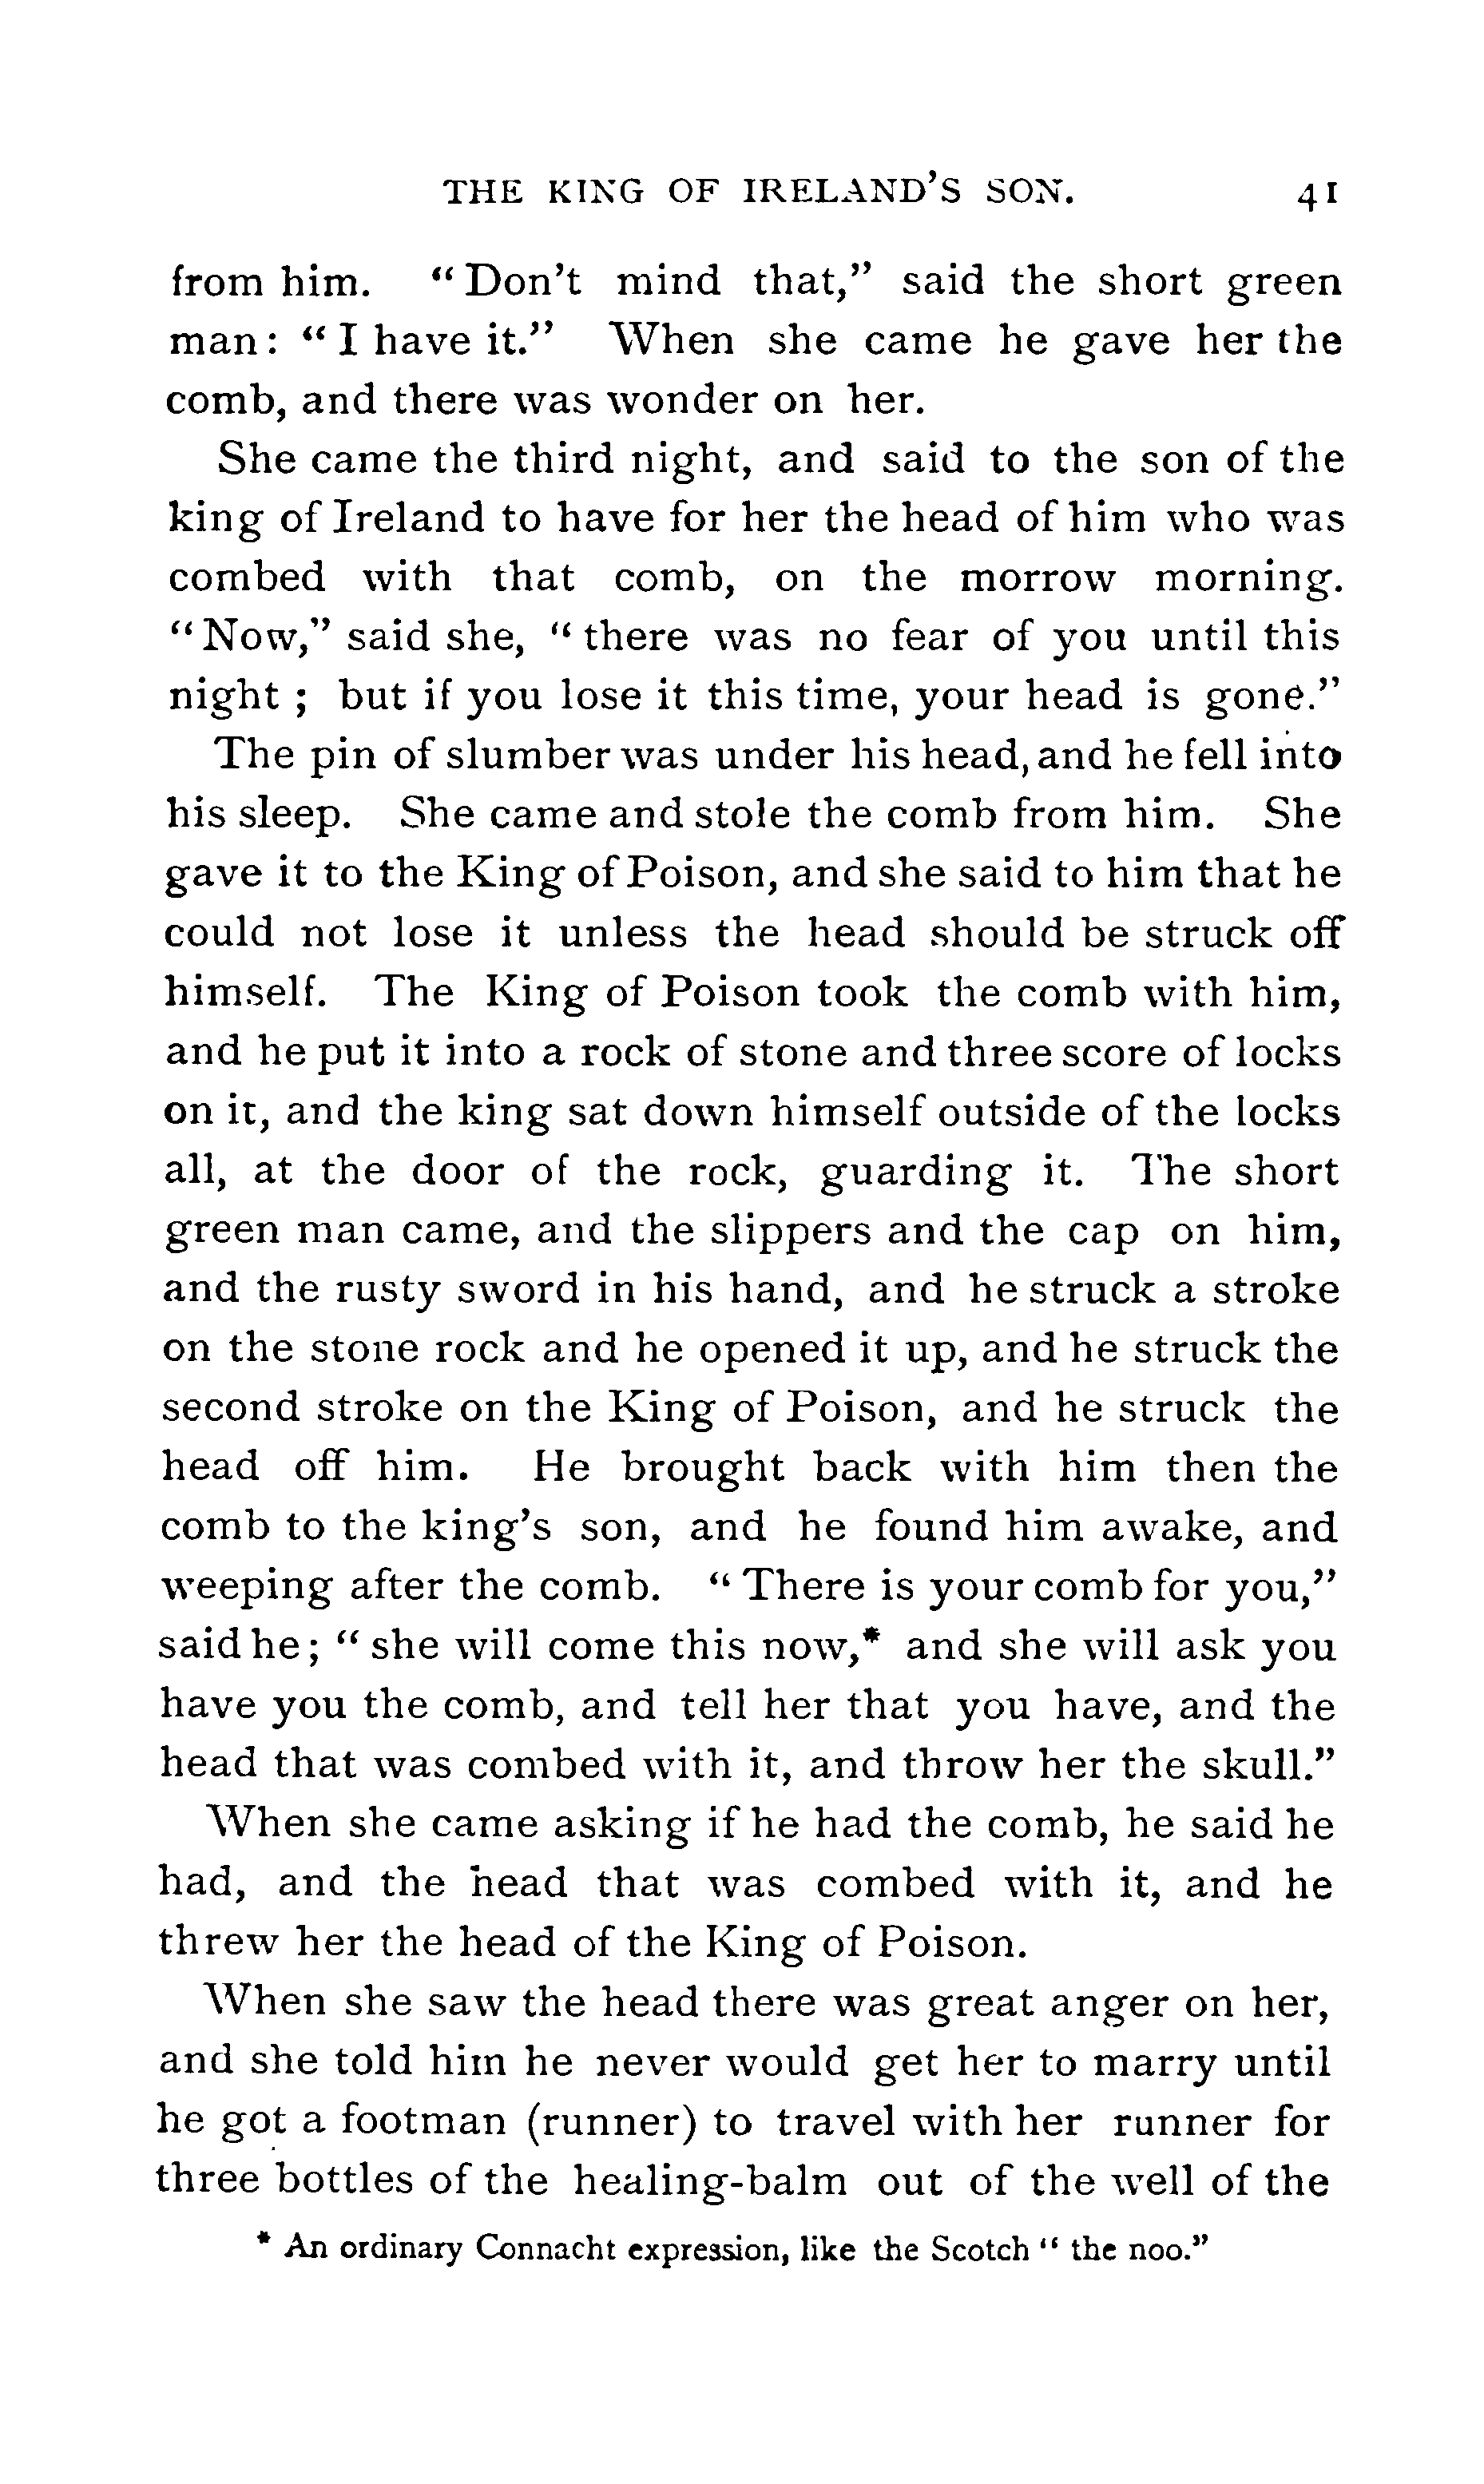 THE KING OF IRELAND'S SON. 41
from him. "Don't mind that," said the short green
man: "I have it." When she came he gave her the
comb, and there was wonder on her.
She came the third night, and said to the son of the
king of Ireland to have for her the head of him who was
combed with that comb, on the morrow morning.
"Now," said she, "there was no fear of you until this
night; but if you lose it this time, your head is gone."
The pin of slumber was under his head, and he fell into
his sleep. She came and stole the comb from him. She
gave it to the King of Poison, and she said to him that he
could not lose it unless the head should be struck off
himself. The King of Poison took the comb with him,
and he put it into a rock of stone and three score of locks
on it, and the king sat down himself outside of the locks
all, at the door of the rock, guarding it. The short
green man came, and the slippers and the cap on him,
and the rusty sword in his hand, and he struck a stroke
on the stone rock and he opened it up, and he struck the
second stroke on the King of Poison, and he struck the
head off him. He brought back with him then the
comb to the king's son, and he found him awake, and
weeping after the comb. "There is your comb for you,"
said he; "she will come this now,* and she will ask you
have you the comb, and tell her that you have, and the
head that was combed with it, and throw her the skull."
When she came asking if he had the comb, he said he
had, and the head that was combed with it, and he
threw her the head of the King of Poison.
When she saw the head there was great anger on her,
and she told him he never would get her to marry until
he got a footman (runner) to travel with her runner for
three bottles of the healing-balm out of the well of the
* An ordinary Connacht expression, like the Scotch "the noo."